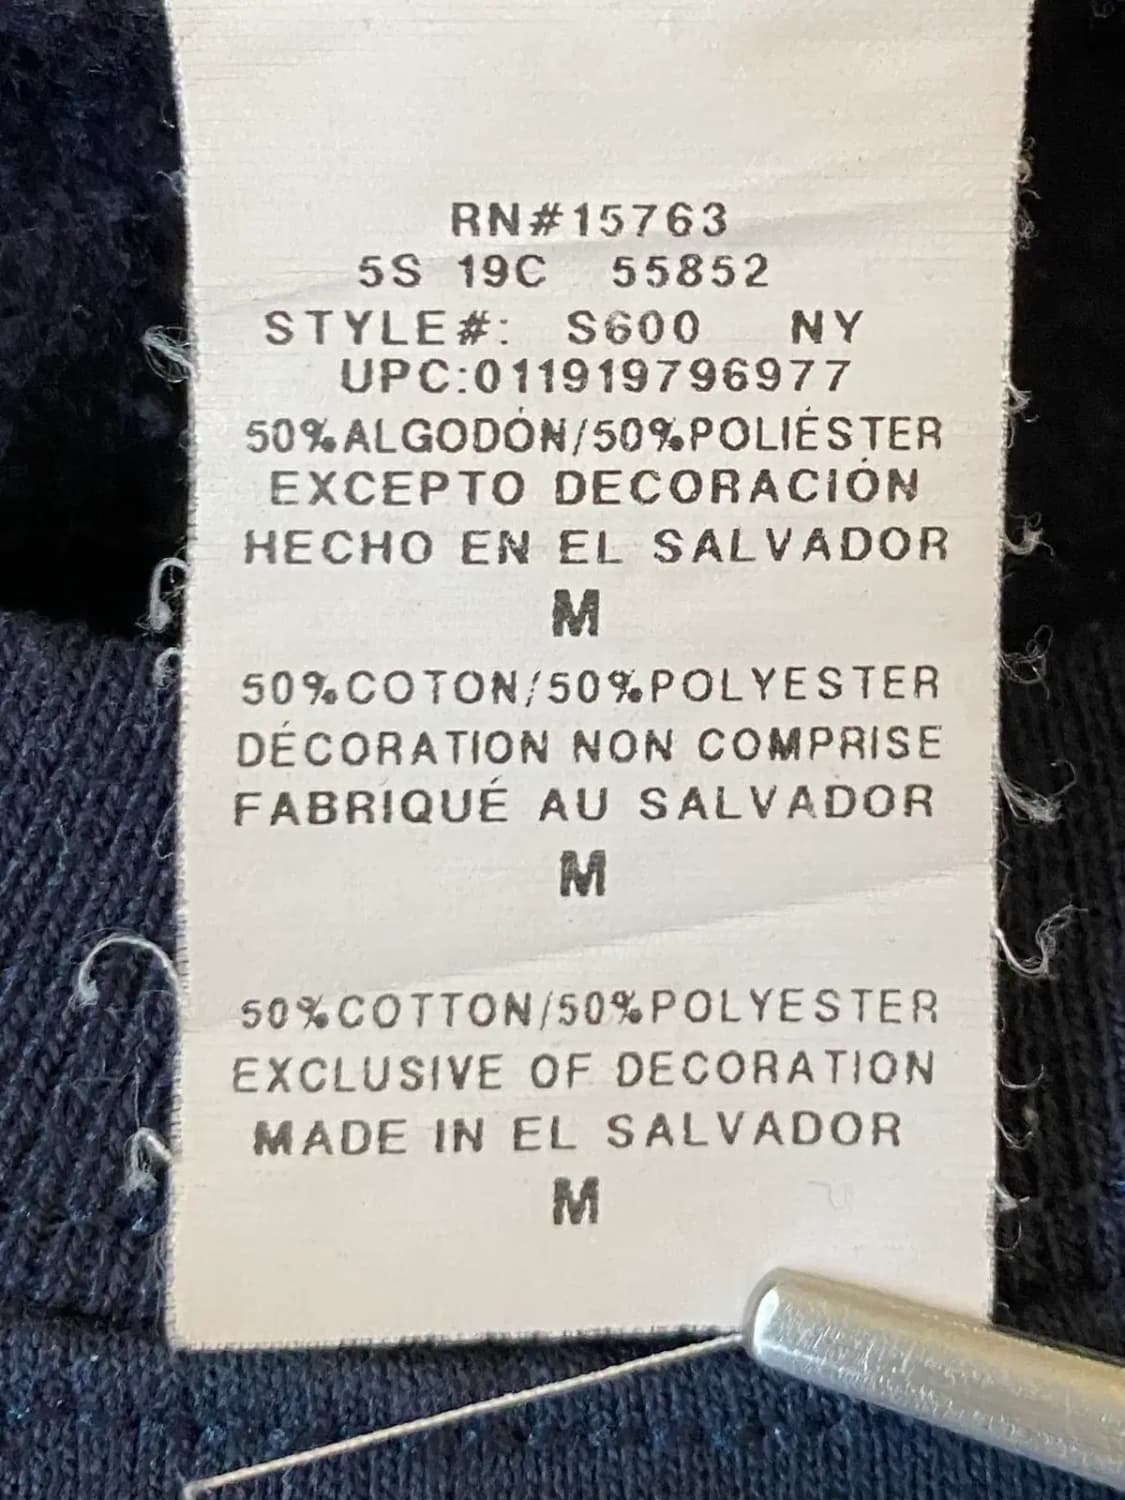 RN#15763
5S 19C 55852
STYLE#: S600 NY
UPC:011919796977
50%ALGODÓN/50%POLIÉSTER
EXCEPTO DECORACIÓN
HECHO EN EL SALVADOR
M
50%COTON/50%POLYESTER
DÉCORATION NON COMPRISE
FABRIQUÉ AU SALVADOR
M
50%COTTON/50%POLYESTER
EXCLUSIVE OF DECORATION
MADE IN EL SALVADOR
M